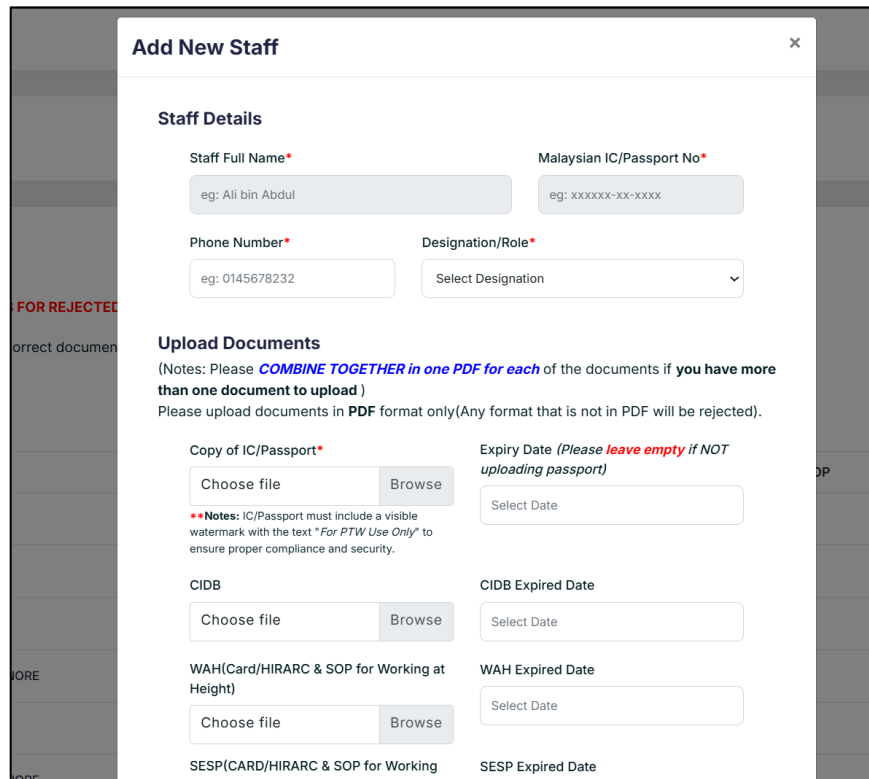 Add New Staff ×
Staff Details
Staff Full Name* Malaysian IC/Passport No*
eg: Ali bin Abdul eg: xxxxxx-xx-xxxx
Phone Number* Designation/Role*
eg: 0145678232 Select Designation
FOR REJECTED
orrect documen
Upload Documents
(Notes: Please COMBINE TOGETHER in one PDF for each of the documents if you have more
than one document to upload )
Please upload documents in PDF format only(Any format that is not in PDF will be rejected).
Copy of IC/Passport* Expiry Date (Please leave empty if NOT
uploading passport)
Choose file Browse Select Date
**Notes: IC/Passport must include a visible
watermark with the text "For PTW Use Only" to
ensure proper compliance and security.
OP
CIDB CIDB Expired Date
Choose file Browse Select Date
WAH(Card/HIRARC & SOP for Working at
Height)
WAH Expired Date
NORE
Choose file Browse Select Date
SESP(CARD/HIRARC & SOP for Working SESP Expired Date